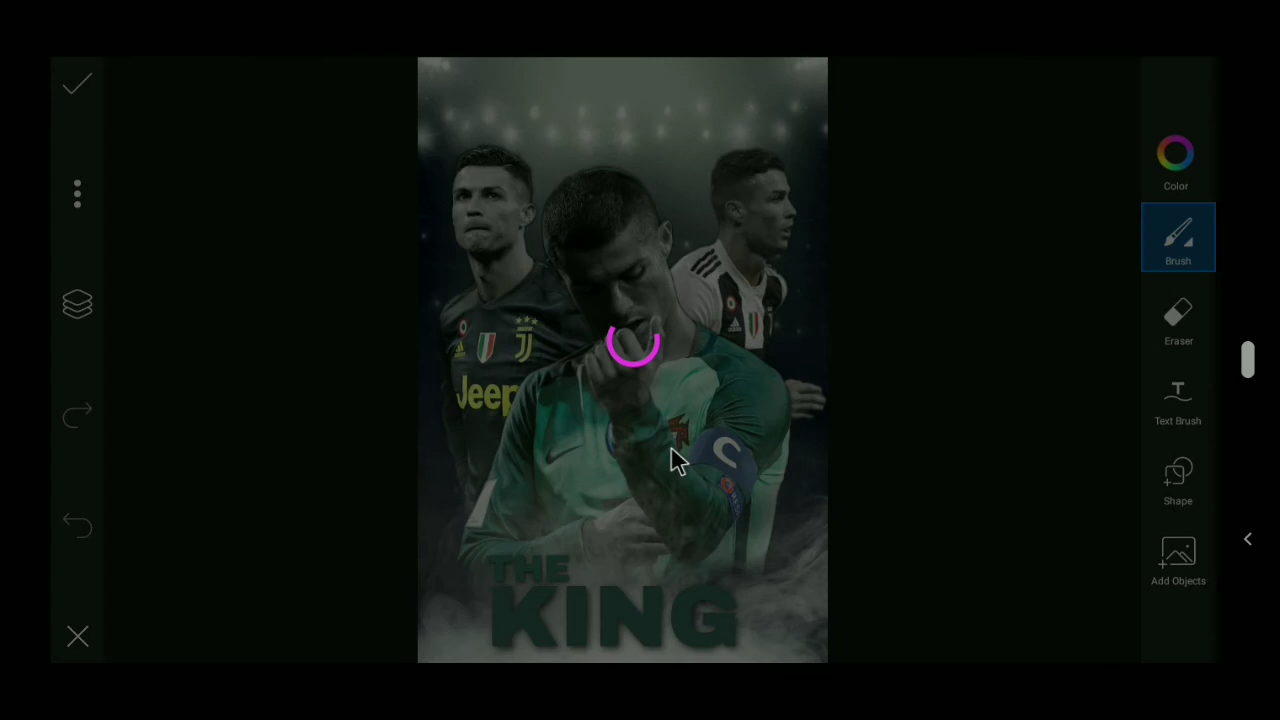 Color
Brush
Eraser
Text Brush
Shape
Add Objects
Jeep
C
THE
KING